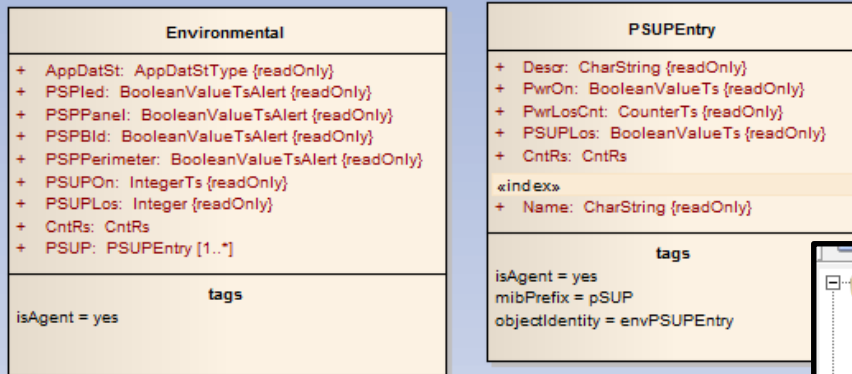 Environmental
+ AppDatSt: AppDatStType {readOnly}
+ PSPIed: BooleanValueTsAlert {readOnly}
+ PSPPanel: BooleanValueTsAlert {readOnly}
+ PSPBld: BooleanValueTsAlert {readOnly}
+ PSPPerimeter: BooleanValueTsAlert {readOnly}
+ PSUPOn: IntegerTs {readOnly}
+ PSUPLos: Integer {readOnly}
+ CntRs: CntRs
+ PSUP: PSUPEntry [1..*]
tags
isAgent = yes
PSUPEntry
+ Descr: CharString {readOnly}
+ PwrOn: BooleanValueTs {readOnly}
+ PwrLosCnt: CounterTs {readOnly}
+ PSUPLos: BooleanValueTs {readOnly}
+ CntRs: CntRs
«index»
+ Name: CharString {readOnly}
tags
isAgent = yes
mibPrefix = pSUP
objectIdentity = envPSUPEntry